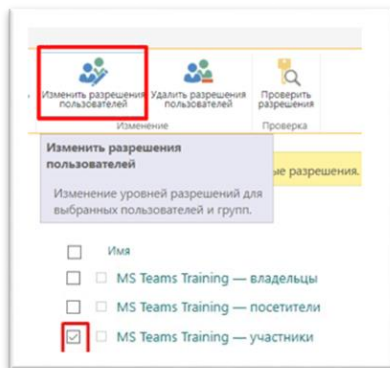 Изменить разрешения пользователей
Удалить разрешения пользователей
Проверить разрешения
Изменение
Проверка
Изменить разрешения
пользователей
ые разрешения.
Изменение уровней разрешений для
выбранных пользователей и групп.
Имя
MS Teams Training — владельцы
MS Teams Training — посетители
MS Teams Training — участники